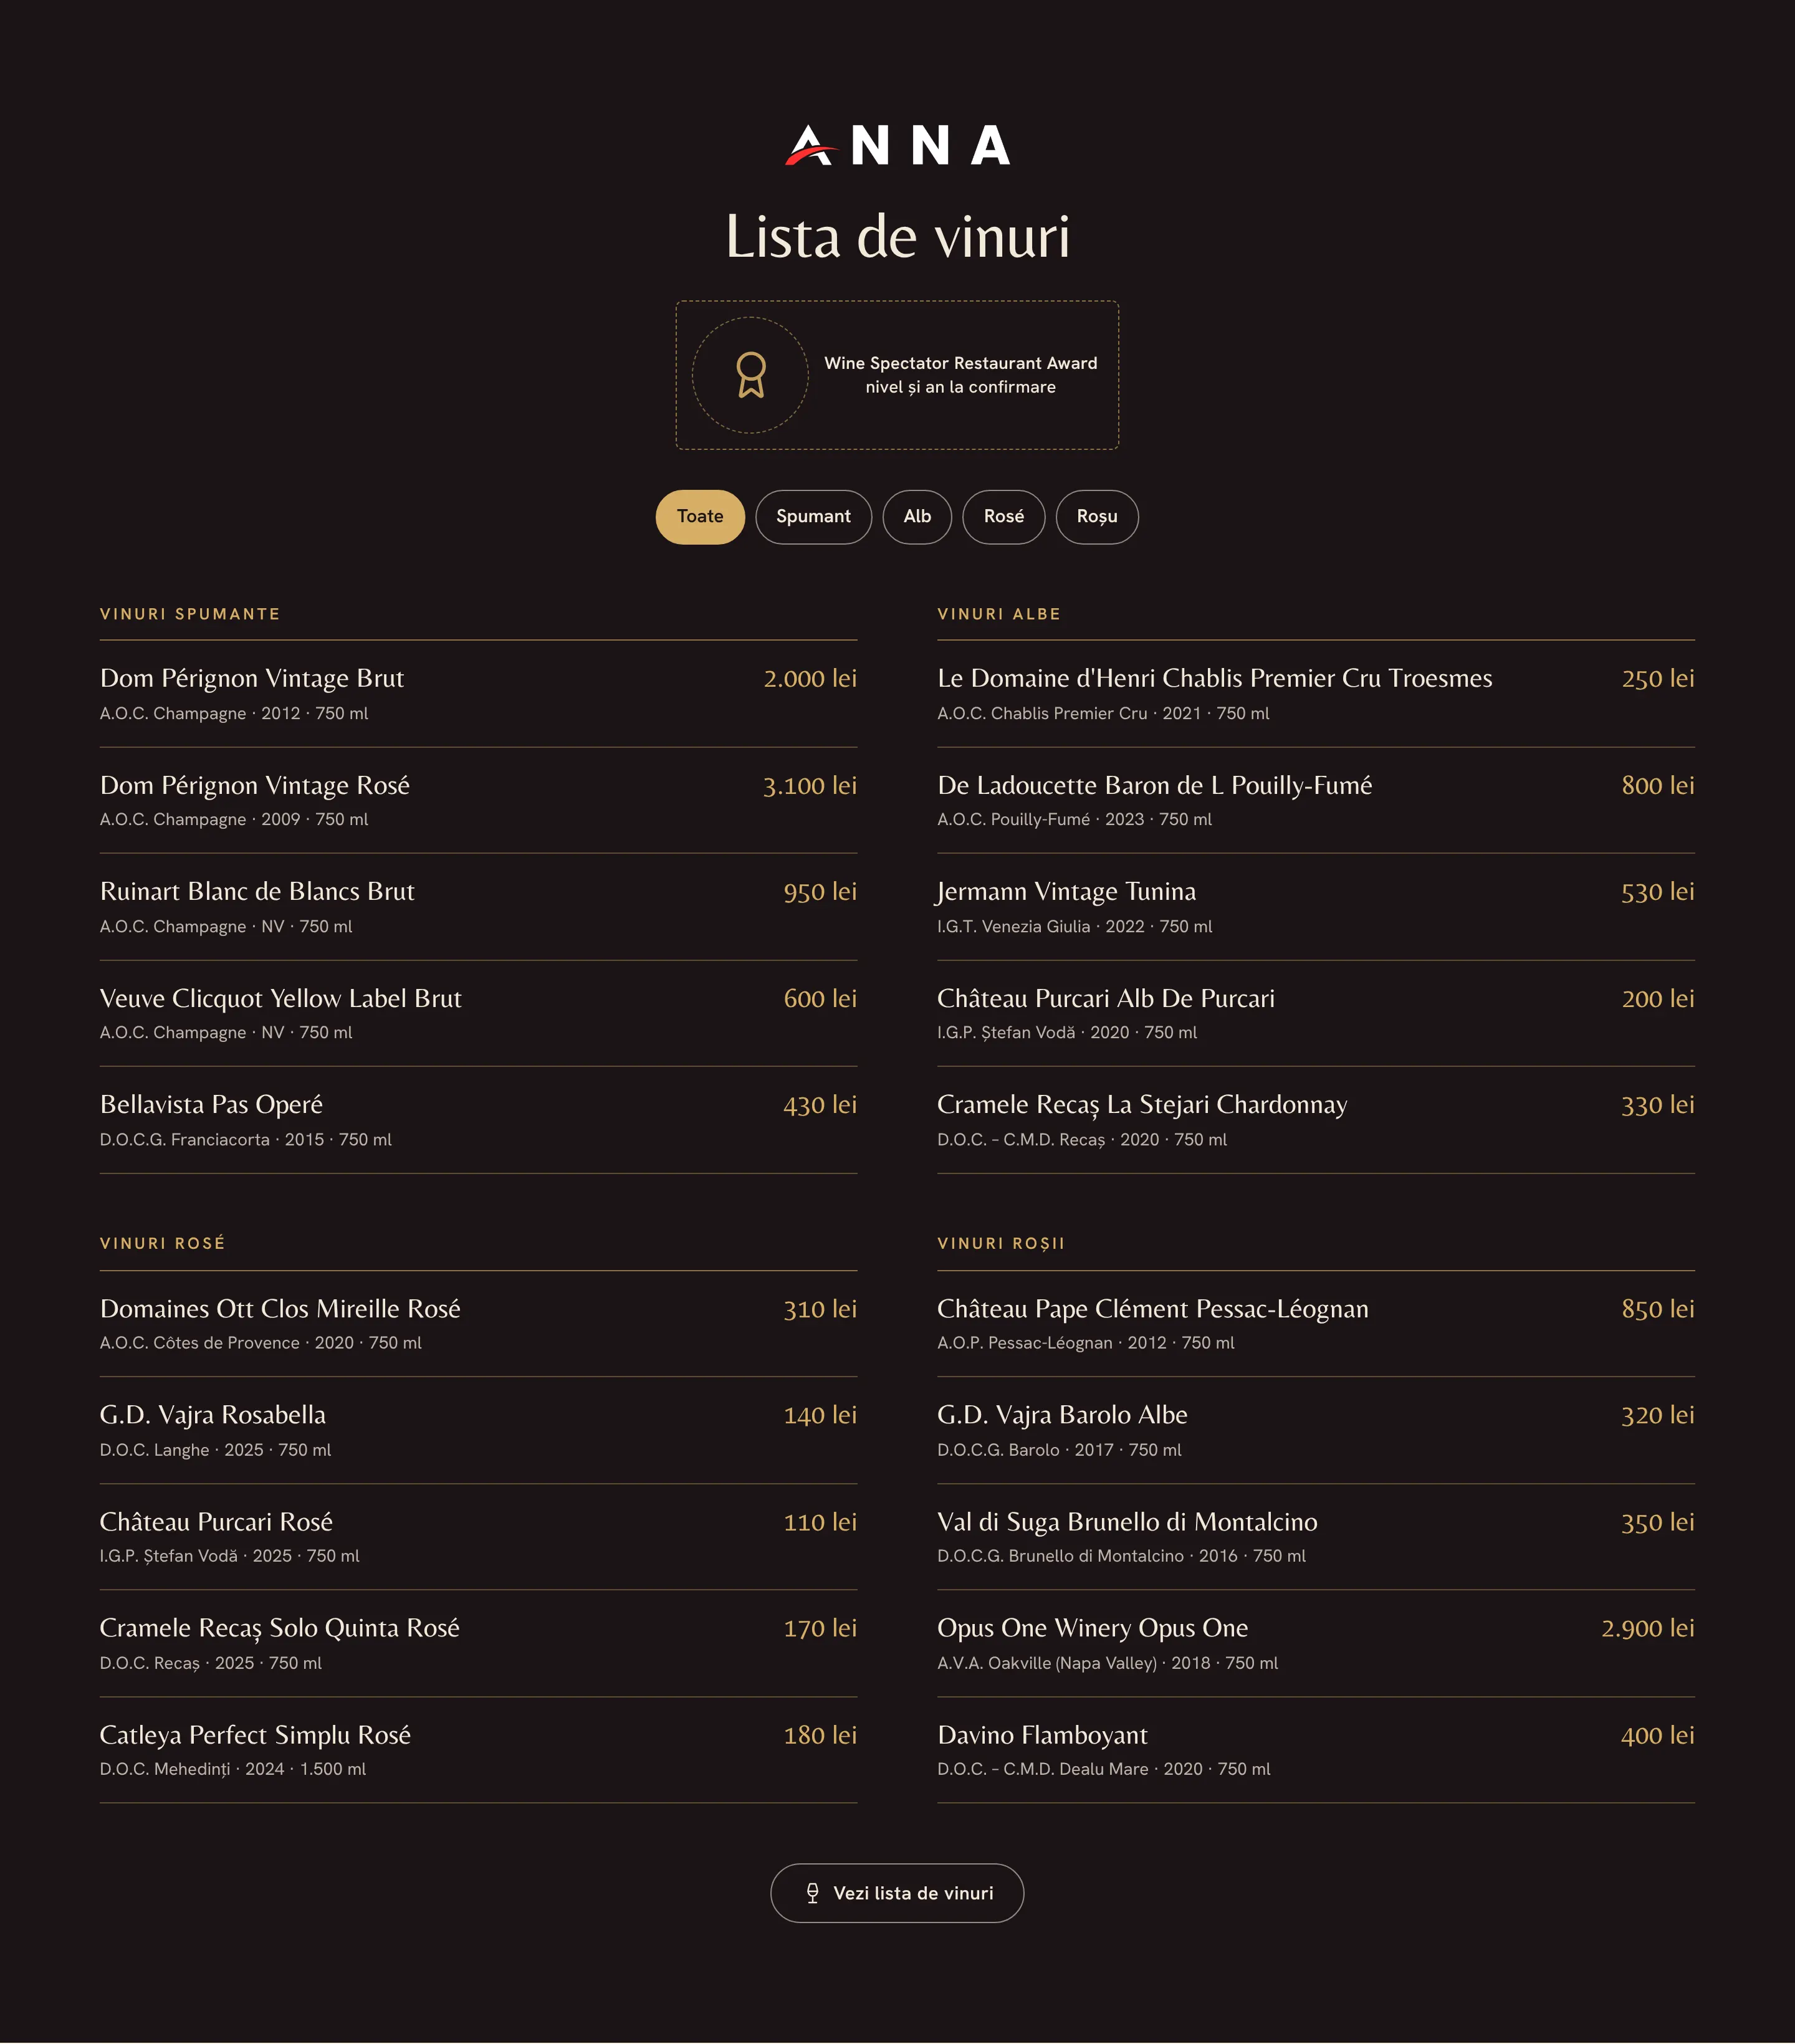 ANNA
Lista de vinuri
Wine Spectator Restaurant Award
nivel și an la confirmare
Toate
Spumant
Alb
Rosé
Roșu
VINURI SPUMANTE
Dom Pérignon Vintage Brut 2.000 lei
A.O.C. Champagne · 2012 · 750 ml
Dom Pérignon Vintage Rosé 3.100 lei
A.O.C. Champagne · 2009 · 750 ml
Ruinart Blanc de Blancs Brut 950 lei
A.O.C. Champagne · NV · 750 ml
Veuve Clicquot Yellow Label Brut 600 lei
A.O.C. Champagne · NV · 750 ml
Bellavista Pas Operé 430 lei
D.O.C.G. Franciacorta · 2015 · 750 ml
VINURI ALBE
Le Domaine d'Henri Chablis Premier Cru Troesmes 250 lei
A.O.C. Chablis Premier Cru · 2021 · 750 ml
De Ladoucette Baron de L Pouilly-Fumé 800 lei
A.O.C. Pouilly-Fumé · 2023 · 750 ml
Jermann Vintage Tunina 530 lei
I.G.T. Venezia Giulia · 2022 · 750 ml
Château Purcari Alb De Purcari 200 lei
I.G.P. Ștefan Vodă · 2020 · 750 ml
Cramele Recaș La Stejari Chardonnay 330 lei
D.O.C. – C.M.D. Recaș · 2020 · 750 ml
VINURI ROSÉ
Domaines Ott Clos Mireille Rosé 310 lei
A.O.C. Côtes de Provence · 2020 · 750 ml
G.D. Vajra Rosabella 140 lei
D.O.C. Langhe · 2025 · 750 ml
Château Purcari Rosé 110 lei
I.G.P. Ștefan Vodă · 2025 · 750 ml
Cramele Recaș Solo Quinta Rosé 170 lei
D.O.C. Recaș · 2025 · 750 ml
Catleya Perfect Simplu Rosé 180 lei
D.O.C. Mehedinți · 2024 · 1.500 ml
VINURI ROȘII
Château Pape Clément Pessac-Léognan 850 lei
A.O.P. Pessac-Léognan · 2012 · 750 ml
G.D. Vajra Barolo Albe 320 lei
D.O.C.G. Barolo · 2017 · 750 ml
Val di Suga Brunello di Montalcino 350 lei
D.O.C.G. Brunello di Montalcino · 2016 · 750 ml
Opus One Winery Opus One 2.900 lei
A.V.A. Oakville (Napa Valley) · 2018 · 750 ml
Davino Flamboyant 400 lei
D.O.C. – C.M.D. Dealu Mare · 2020 · 750 ml
Vezi lista de vinuri